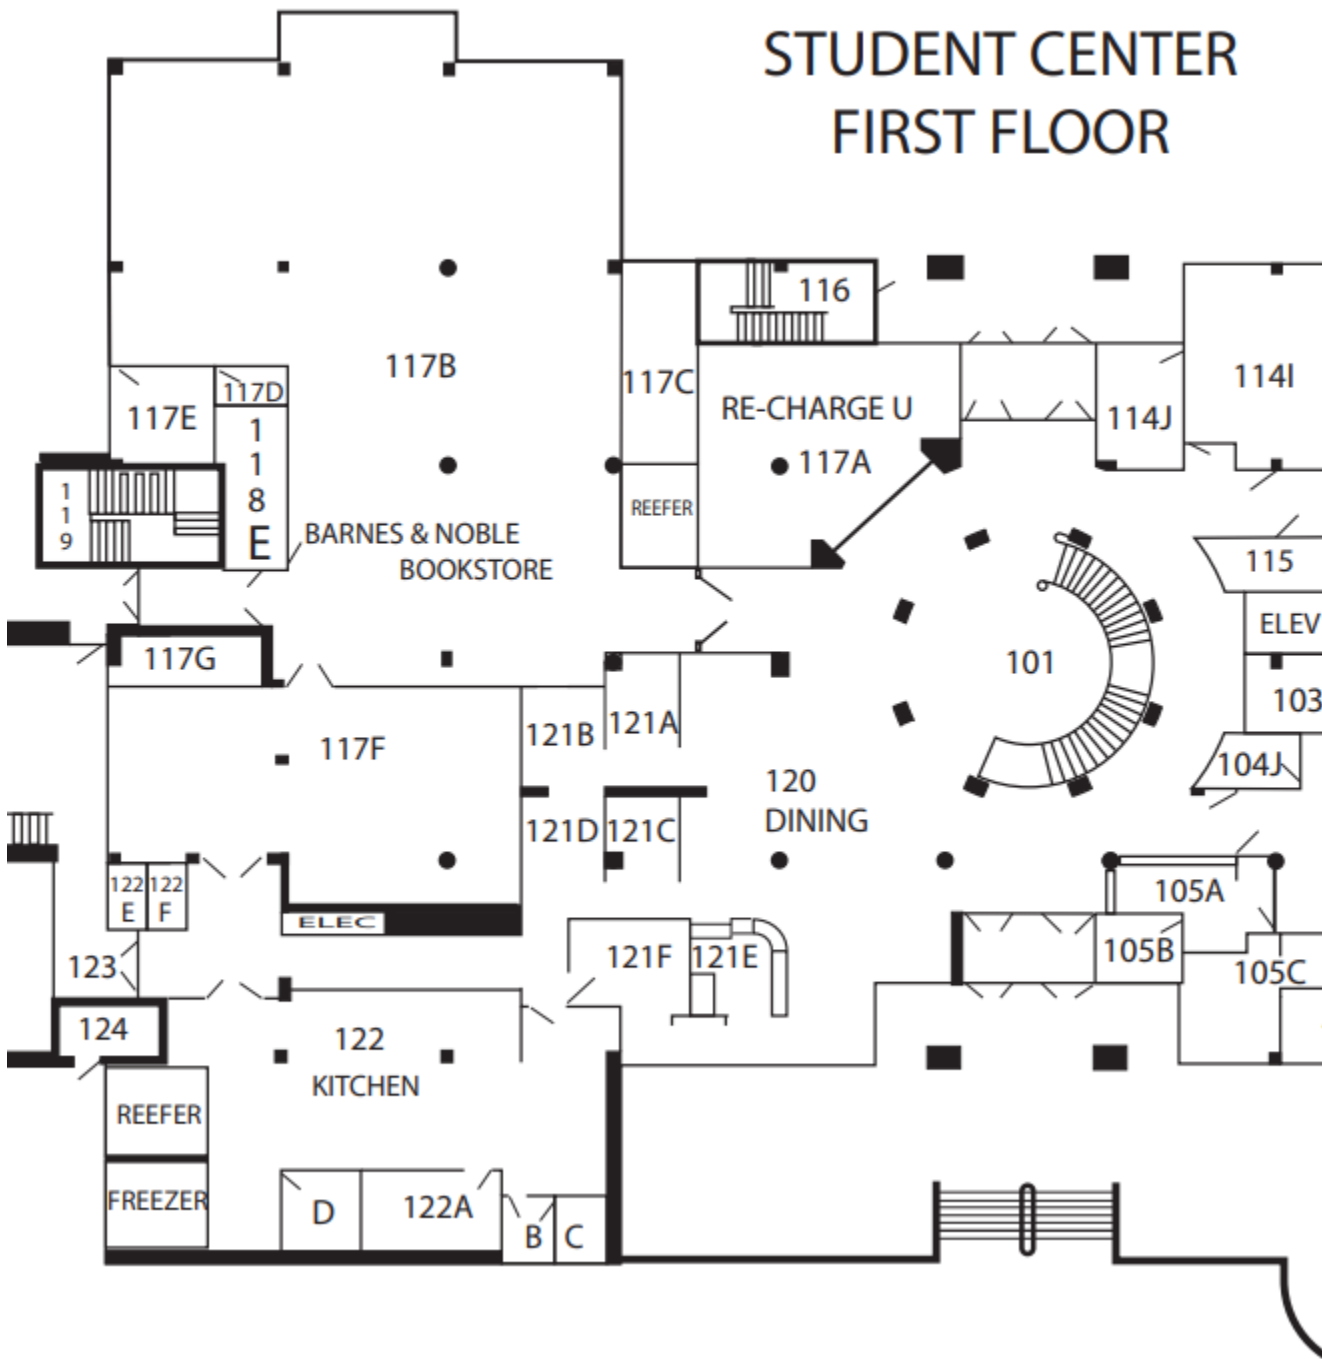 STUDENT CENTER
FIRST FLOOR
116
117B
117C
114I
117D
RE-CHARGE U
117E
114J
1
1
8
E
117A
1
1
9
REEFER
BARNES & NOBLE
BOOKSTORE
115
ELEV
117G
101
103
121B
121A
117F
104J
120
DINING
121D
121C
122
E
122
F
105A
ELEC
121F
121E
105B
123
105C
124
122
KITCHEN
REEFER
FREEZER
D
122A
B
C